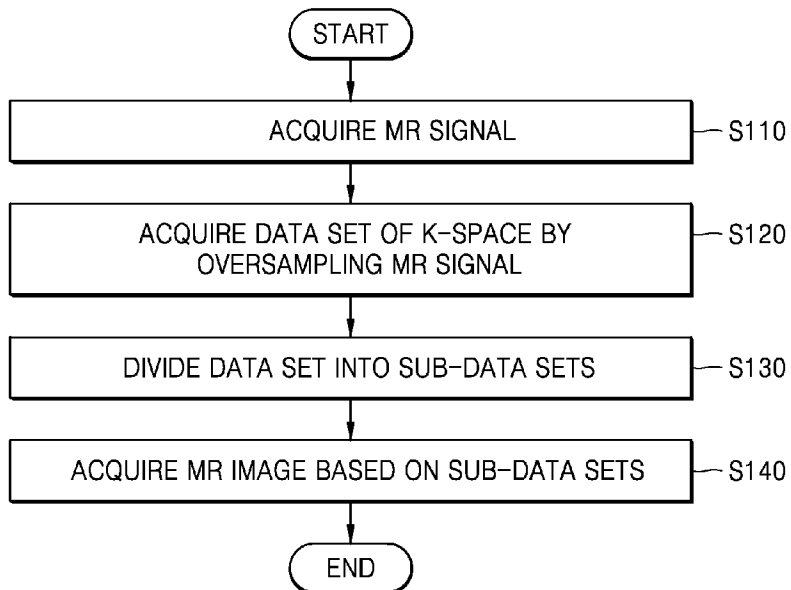 START
ACQUIRE MR SIGNAL
S110
ACQUIRE DATA SET OF K-SPACE BY
OVERSAMPLING MR SIGNAL
S120
DIVIDE DATA SET INTO SUB-DATA SETS
S130
ACQUIRE MR IMAGE BASED ON SUB-DATA SETS
S140
END